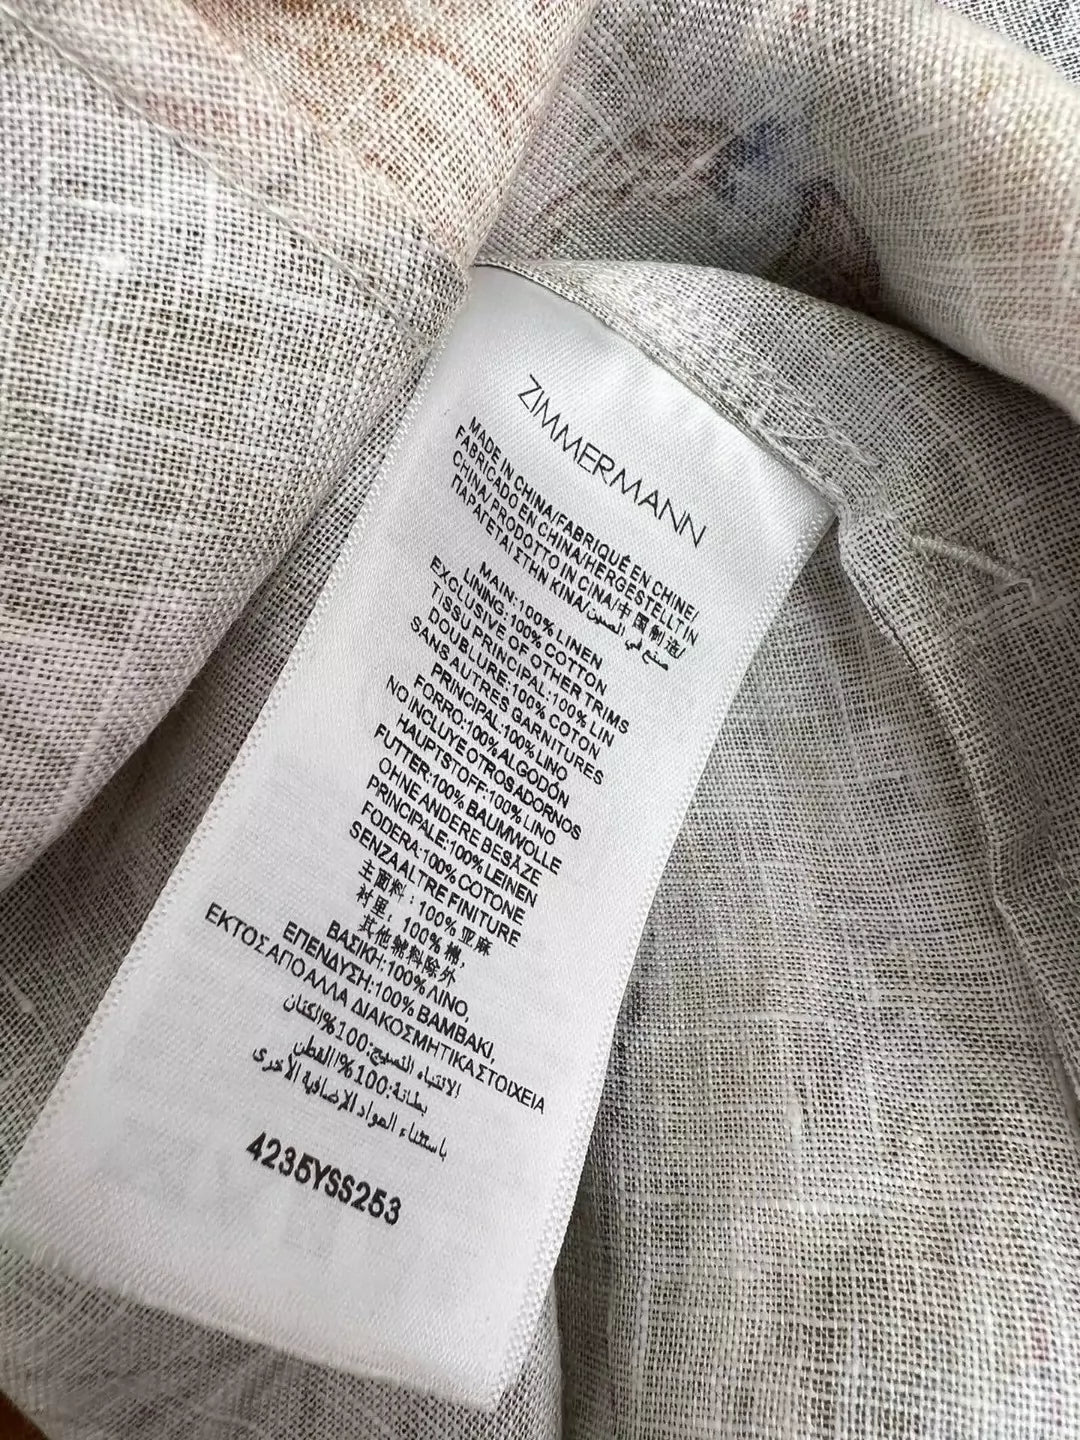 ZIMMERMANN
MADE IN CHINA/FABRIQUÉ EN CHINE/
FABRICADO EN CHINA/HERGESTELLT IN
CHINA/PRODOTTO IN CINA/中国制造/
ΠΑΡΑΓΕΤΑΙ ΣΤΗΝ ΚΙΝΑ/صنع في الصين
MAIN:100% LINEN
LINING:100% COTTON
EXCLUSIVE OF OTHER TRIMS
TISSU PRINCIPAL:100% LIN
DOUBLURE:100% COTON
SANS AUTRES GARNITURES
PRINCIPAL:100% LINO
FORRO:100% ALGODÓN
NO INCLUYE OTROS ADORNOS
HAUPTSTOFF:100% LINO
FUTTER:100% BAUMWOLLE
OHNE ANDERE BESÄZE
PRINCIPALE:100% LEINEN
FODERA:100% COTONE
SENZA ALTRE FINITURE
主面料：100% 亚麻
衬里：100% 棉,
其他號料除外
ΒΑΣΙΚΗ:100% ΛΙΝΟ,
ΕΠΕΝΔΥΣΗ:100% ΒΑΜΒΑΚΙ,
ΕΚΤΟΣ ΑΠΟ ΑΛΛΑ ΔΙΑΚΟΣΜΗΤΙΚΑ ΣΤΟΙΧΕΙΑ
الانتباه النسيج:100%الكتان
بطانة:100%القطن
باستثناء المواد الإضافية الأخرى
4235YSS253